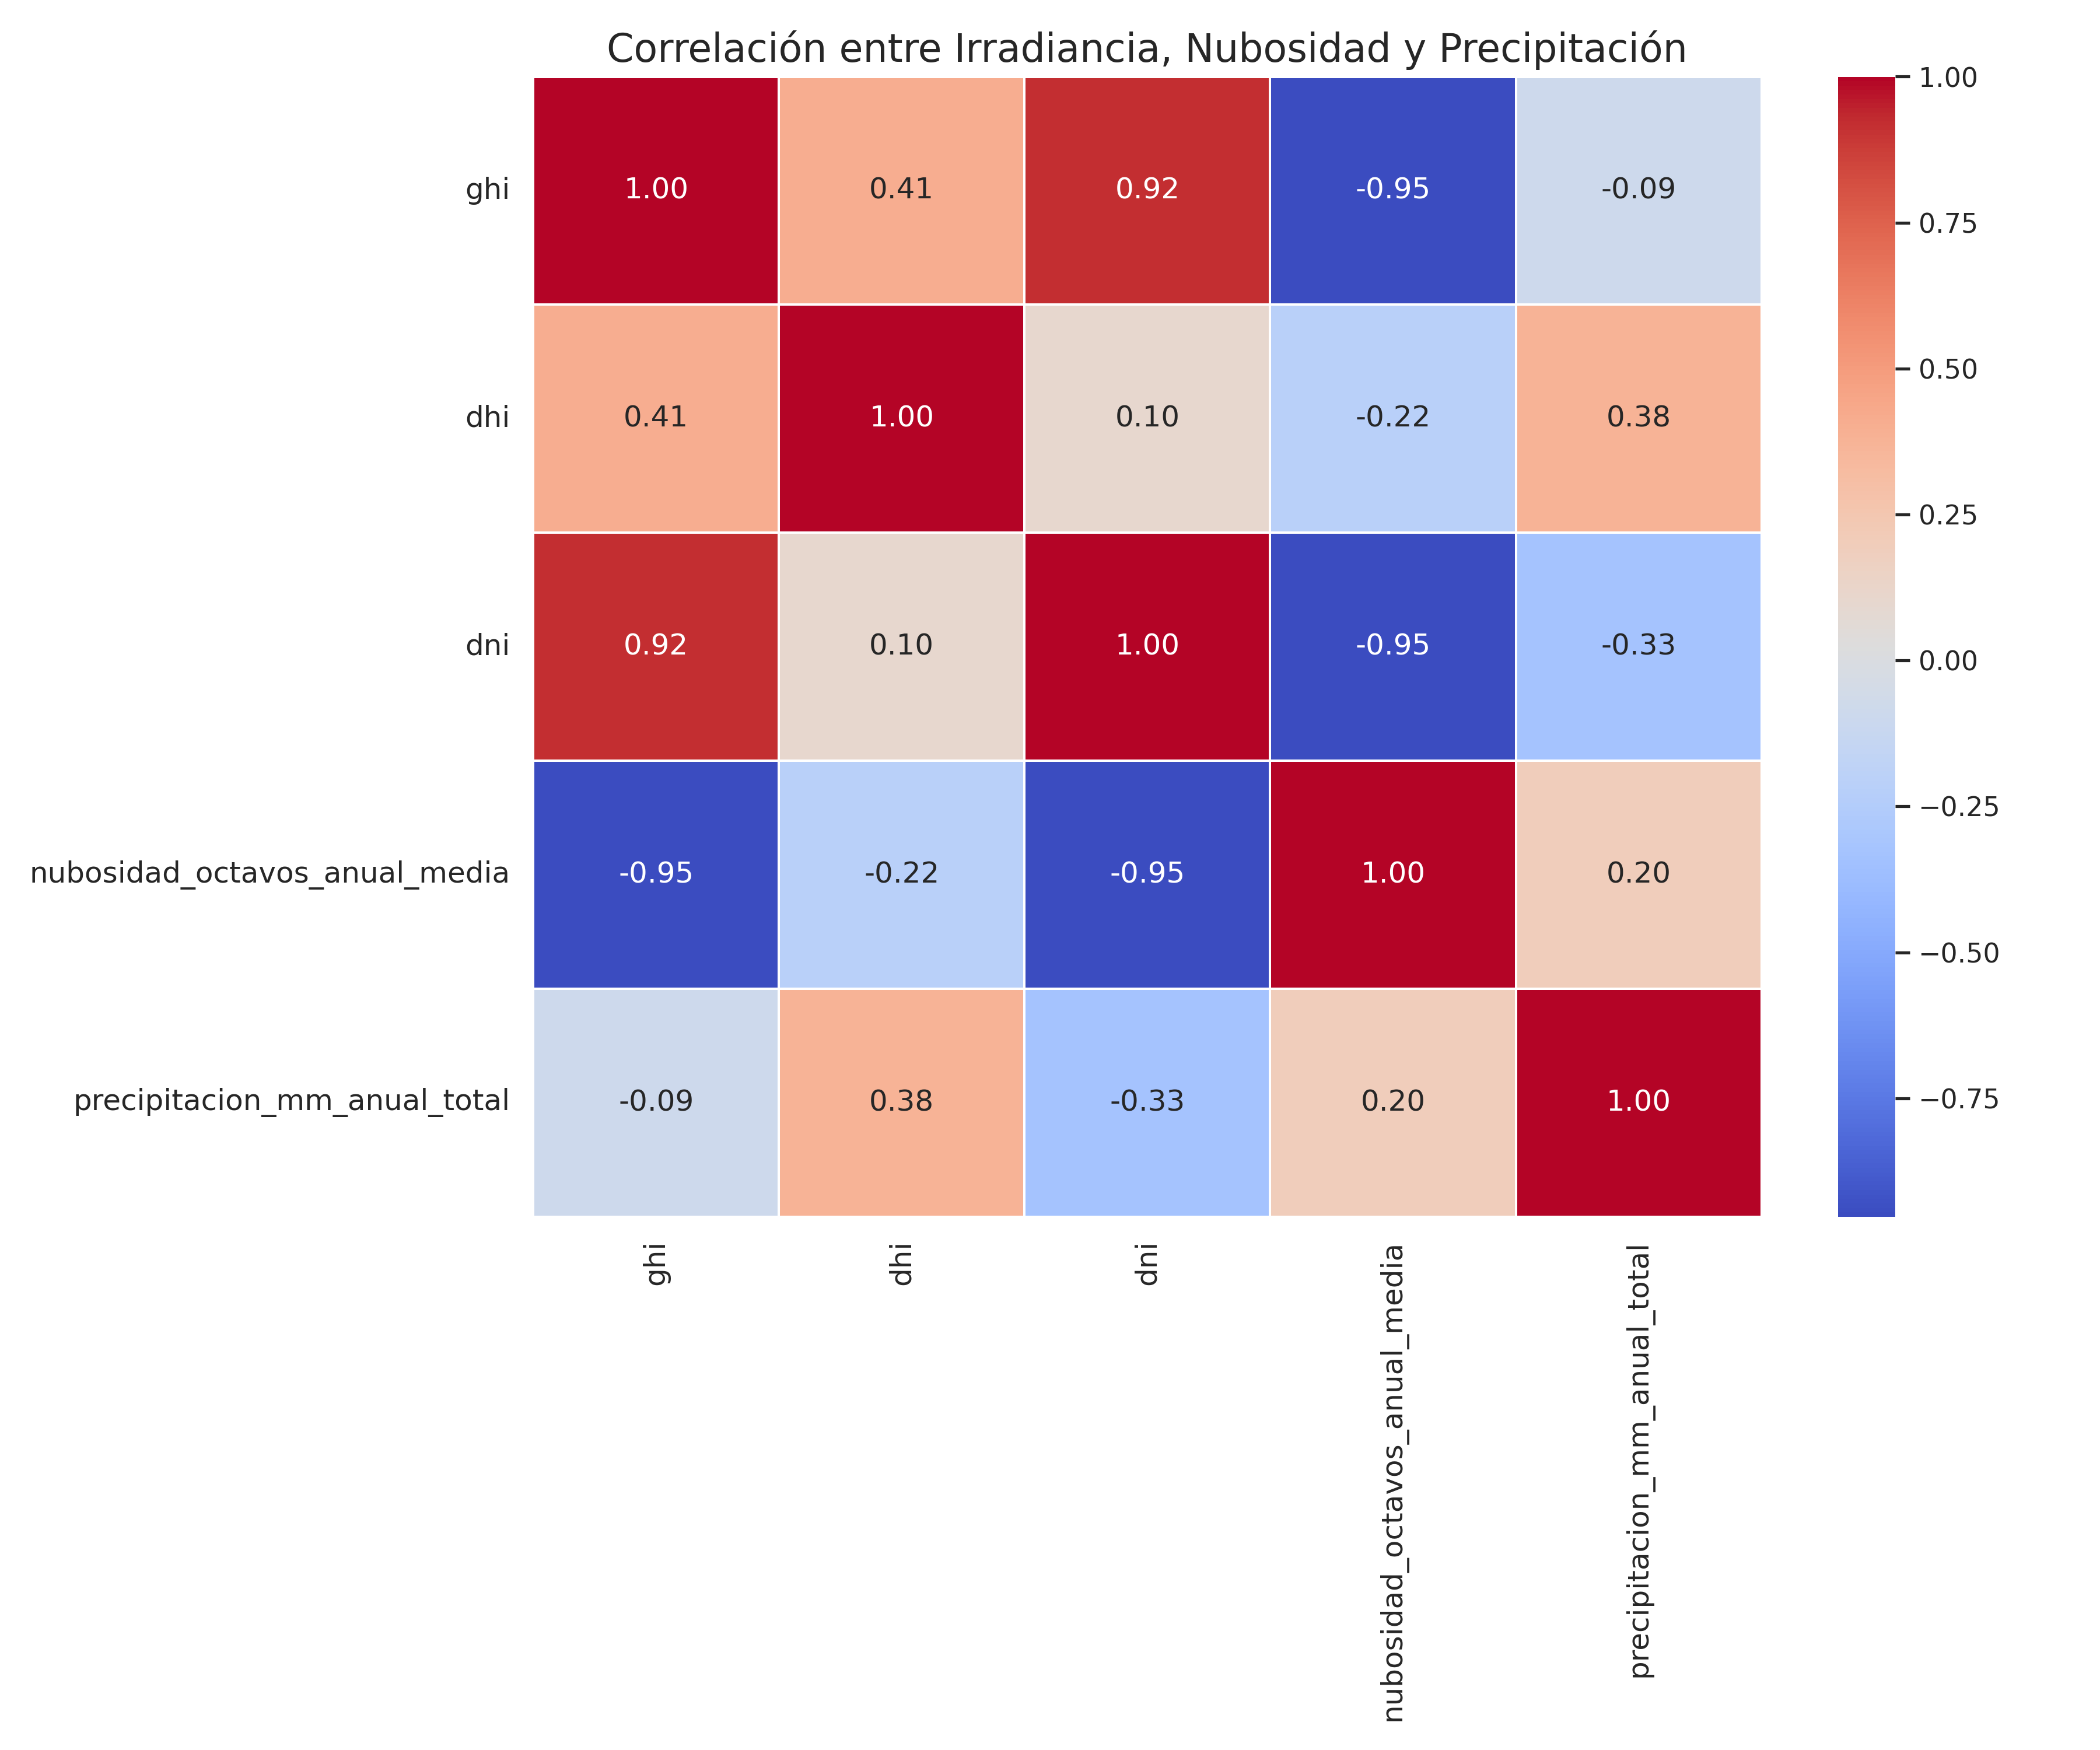 Correlación entre Irradiancia, Nubosidad y Precipitación
ghi 1.00 0.41 0.92 -0.95 -0.09
dhi 0.41 1.00 0.10 -0.22 0.38
dni 0.92 0.10 1.00 -0.95 -0.33
nubosidad_octavos_anual_media -0.95 -0.22 -0.95 1.00 0.20
precipitacion_mm_anual_total -0.09 0.38 -0.33 0.20 1.00
ghi
dhi
dni
nubosidad_octavos_anual_media
precipitacion_mm_anual_total
1.00
0.75
0.50
0.25
0.00
−0.25
−0.50
−0.75